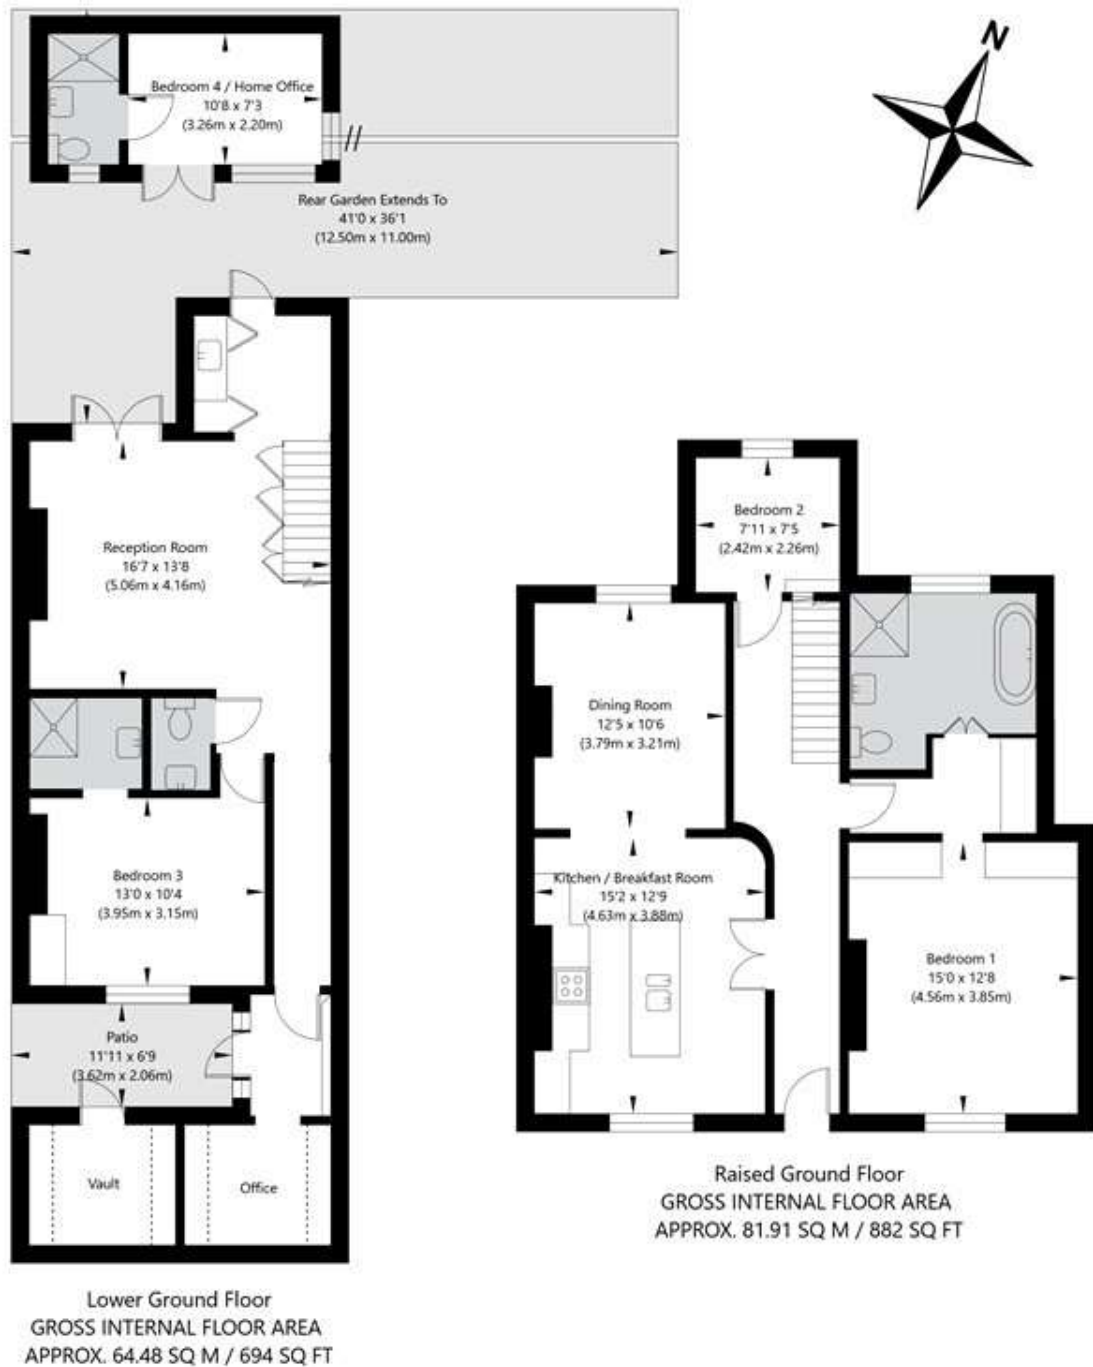 N
Bedroom 4 / Home Office
10'8 x 7'3
(3.26m x 2.20m)
Rear Garden Extends To
41'0 x 36'1
(12.50m x 11.00m)
Reception Room
16'7 x 13'8
(5.06m x 4.16m)
Bedroom 3
13'0 x 10'4
(3.95m x 3.15m)
Patio
11'11 x 6'9
(3.62m x 2.06m)
Vault
Office
Lower Ground Floor
GROSS INTERNAL FLOOR AREA
APPROX. 64.48 SQ M / 694 SQ FT
Bedroom 2
7'11 x 7'5
(2.42m x 2.26m)
Dining Room
12'5 x 10'6
(3.79m x 3.21m)
Kitchen / Breakfast Room
15'2 x 12'9
(4.63m x 3.88m)
Bedroom 1
15'0 x 12'8
(4.56m x 3.85m)
Raised Ground Floor
GROSS INTERNAL FLOOR AREA
APPROX. 81.91 SQ M / 882 SQ FT